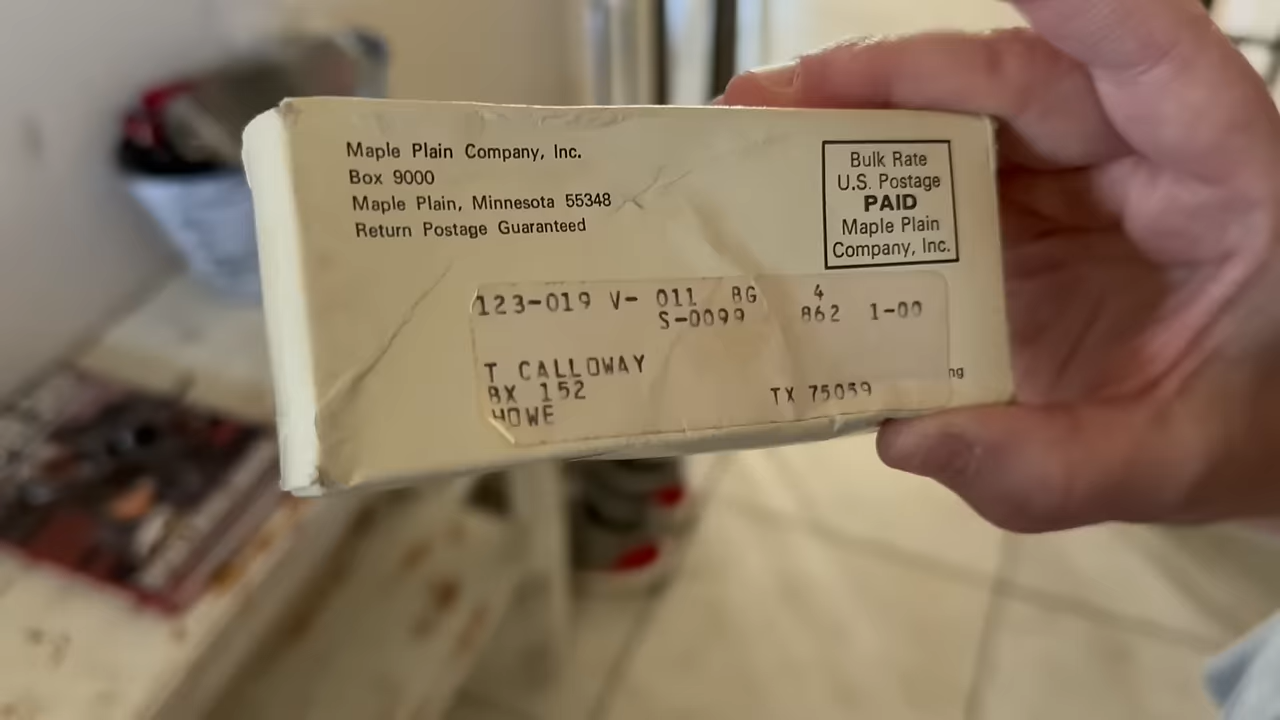 Maple Plain Company, Inc.
Box 9000
Maple Plain, Minnesota 55348
Return Postage Guaranteed
Bulk Rate
U.S. Postage
PAID
Maple Plain
Company, Inc.
123-019 V- 011 BG 4
S-0099 862 1-00
T CALLOWAY
BX 152
HOWE TX 75059
ng